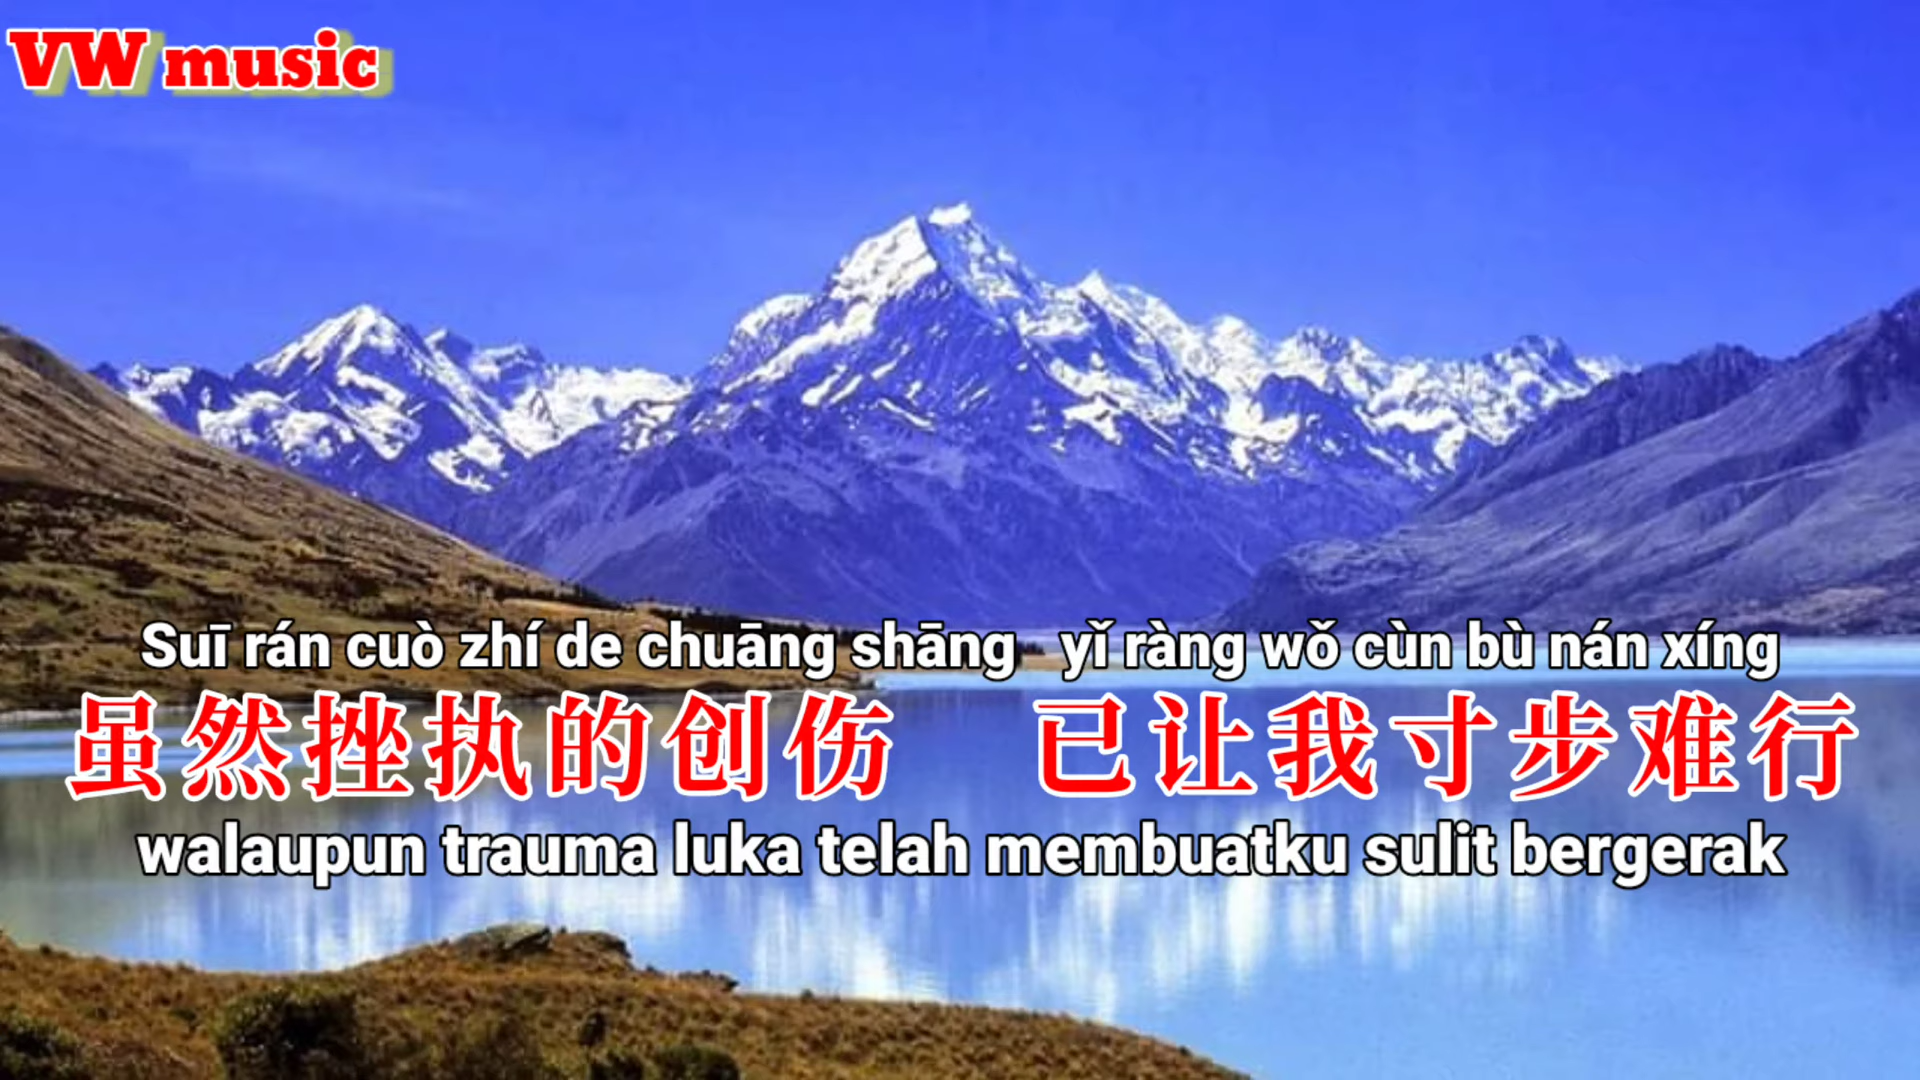 VW music
Suī rán cuò zhí de chuāng shāng yǐ ràng wǒ cùn bù nán xíng
虽然挫执的创伤 已让我寸步难行
walaupun trauma luka telah membuatku sulit bergerak